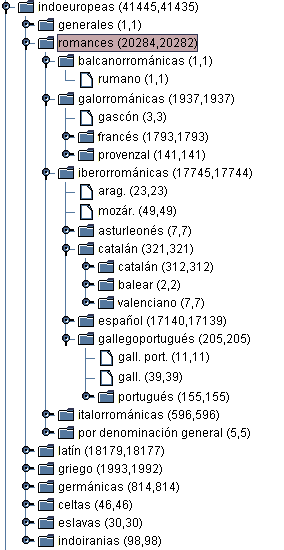 indoeuropeas (41445,41435)
generales (1,1)
romances (20284,20282)
balcanorrománicas (1,1)
rumano (1,1)
galorrománicas (1937,1937)
gascón (3,3)
francés (1793,1793)
provenzal (141,141)
iberorrománicas (17745,17744)
arag. (23,23)
mozár. (49,49)
asturleonés (7,7)
catalán (321,321)
catalán (312,312)
balear (2,2)
valenciano (7,7)
español (17140,17139)
gallegoportugués (205,205)
gall. port. (11,11)
gall. (39,39)
portugués (155,155)
italorrománicas (596,596)
por denominación general (5,5)
latín (18179,18177)
griego (1993,1992)
germánicas (814,814)
celtas (46,46)
eslavas (30,30)
indoiranias (98,98)